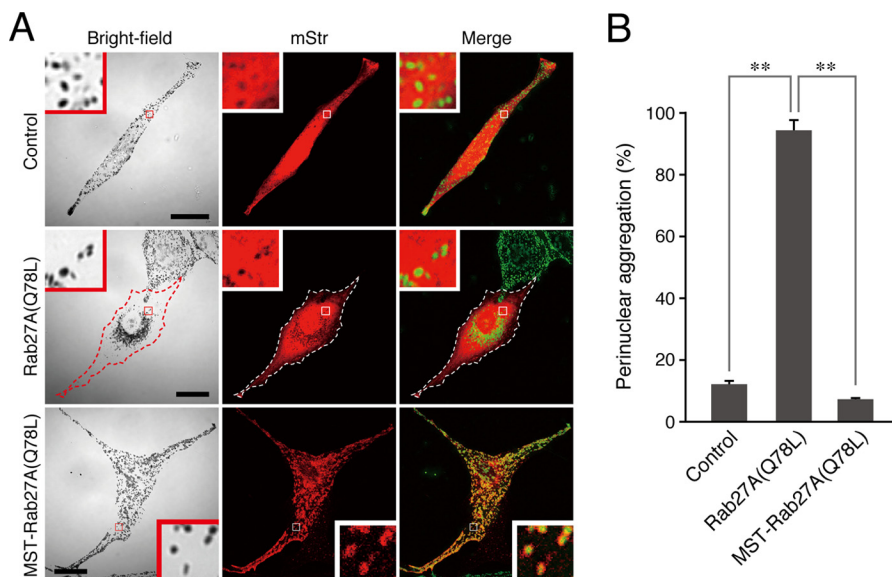 A
Bright-field
mStr
Merge
Control
Rab27A(Q78L)
MST-Rab27A(Q78L)
B
**
**
Perinuclear aggregation (%)
100
80
60
40
20
0
Control
Rab27A(Q78L)
MST-Rab27A(Q78L)